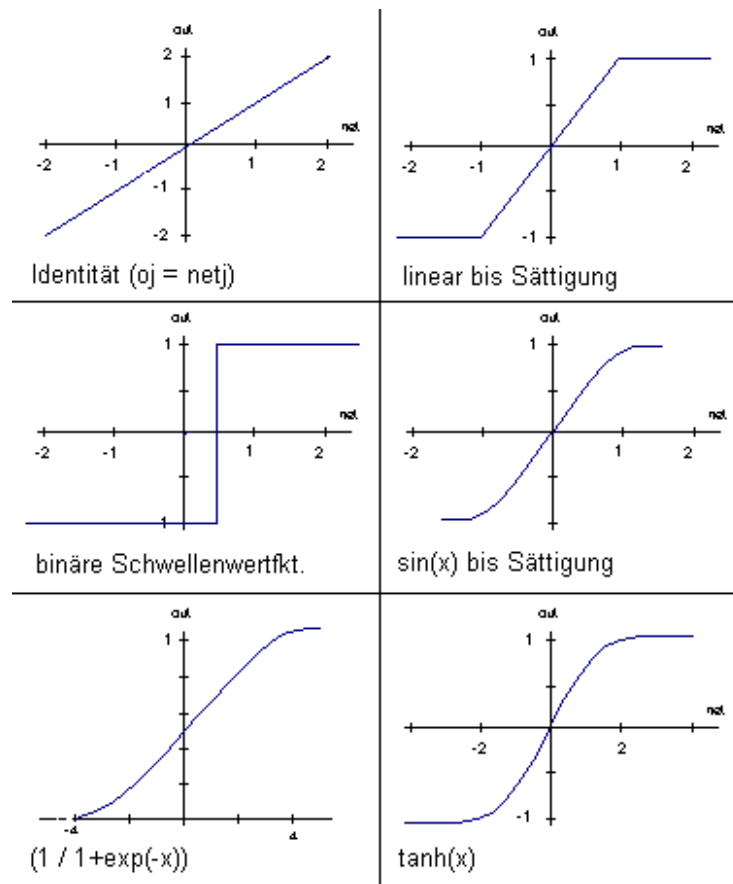 out
2
1
net
-2
-1
1
2
-1
-2
Identität (oj = netj)
out
1
net
-2
-1
1
2
-1
linear bis Sättigung
out
1
net
-2
-1
1
2
1
binäre Schwellenwertfkt.
out
1
net
-2
1
2
sin(x) bis Sättigung
out
1
-4
4
(1 / 1+exp(-x))
out
1
net
-2
2
-1
tanh(x)